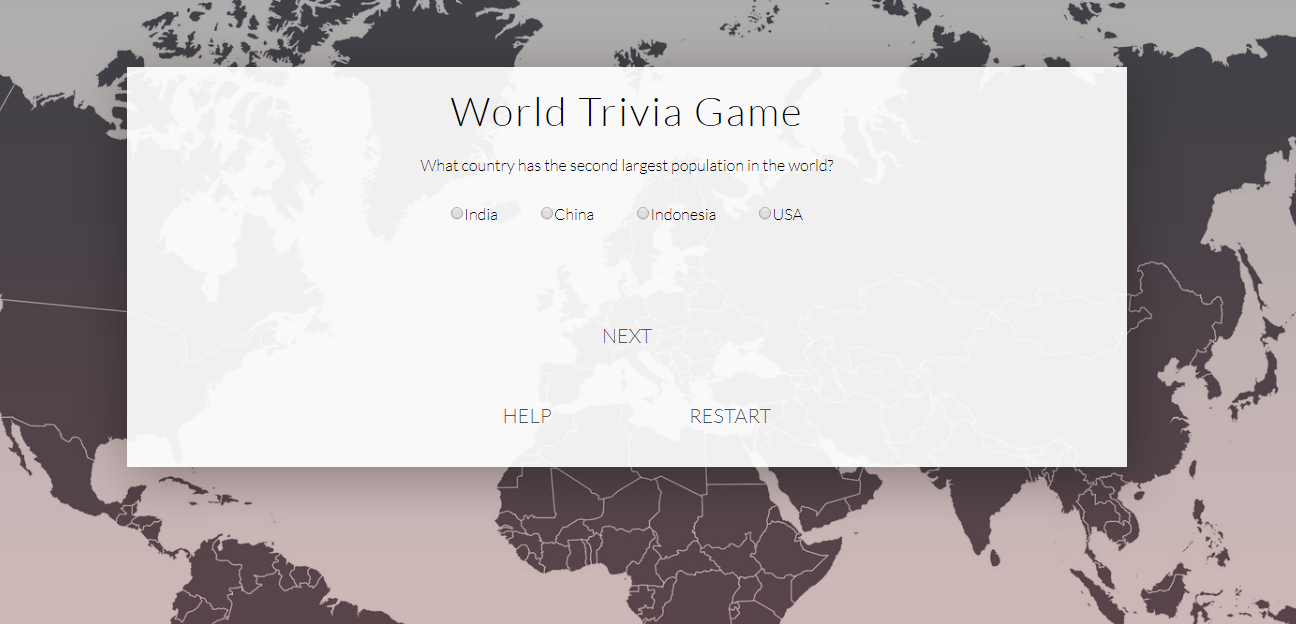 World Trivia Game
What country has the second largest population in the world?
India China Indonesia USA
NEXT
HELP RESTART